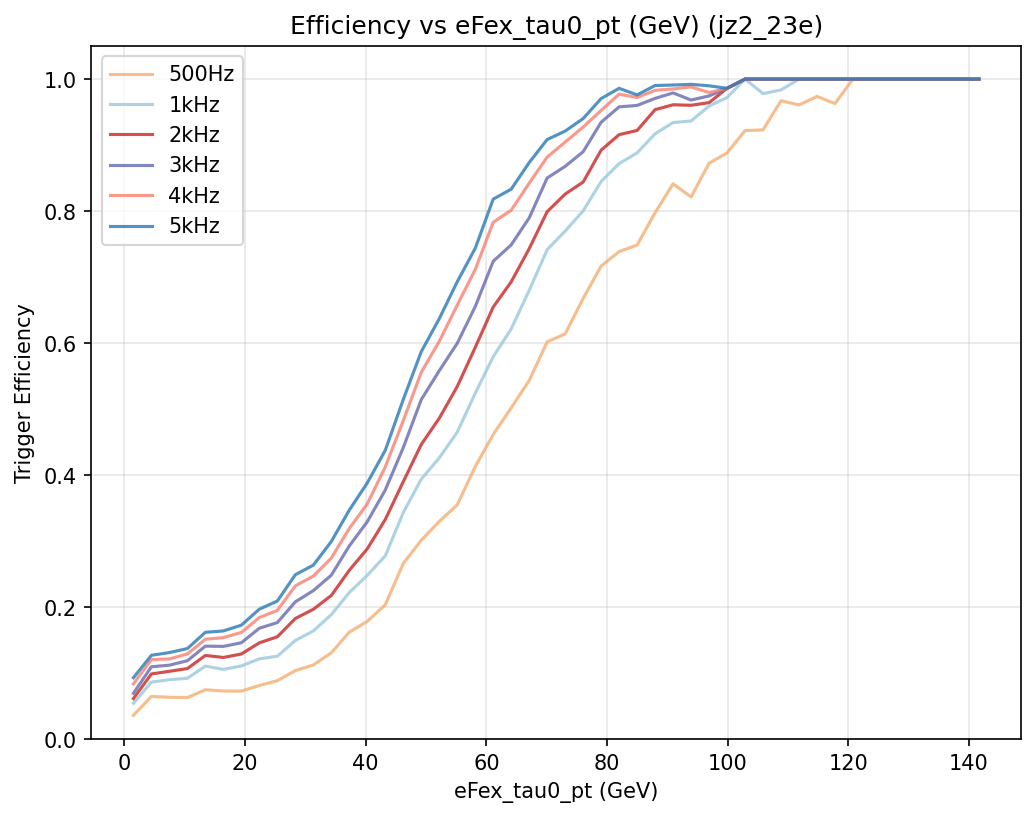 Efficiency vs eFex_tau0_pt (GeV) (jz2_23e)
500Hz
1kHz
2kHz
3kHz
4kHz
5kHz
Trigger Efficiency
1.0
0.8
0.6
0.4
0.2
0.0
0 20 40 60 80 100 120 140
eFex_tau0_pt (GeV)